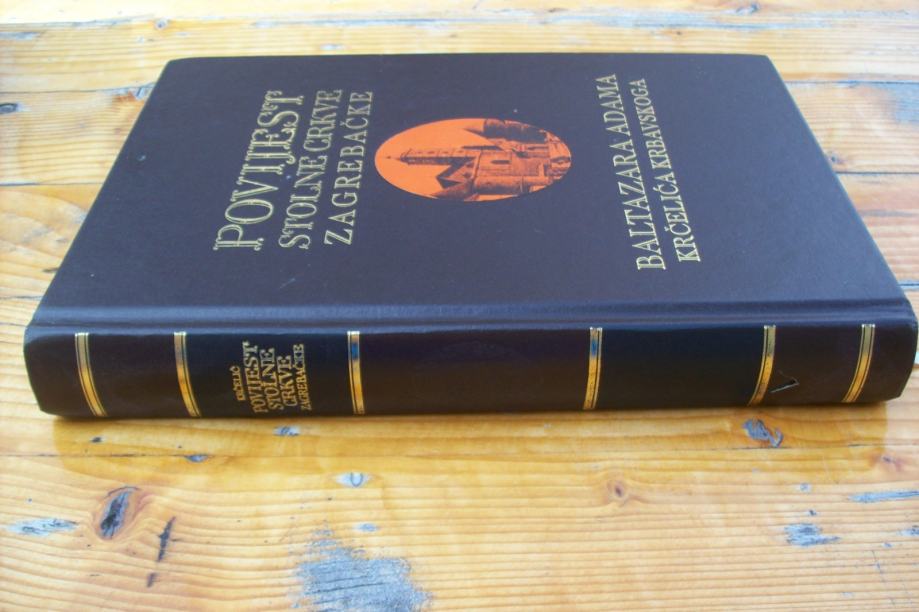 POVIJEST
STOLNE CRKVE
ZAGREBAČKE
BALTAZARA ADAMA
KRČELIĆA KRBAVSKOGA
KRČELIĆ
POVIJEST
STOLNE
CRKVE
ZAGREBAČKE